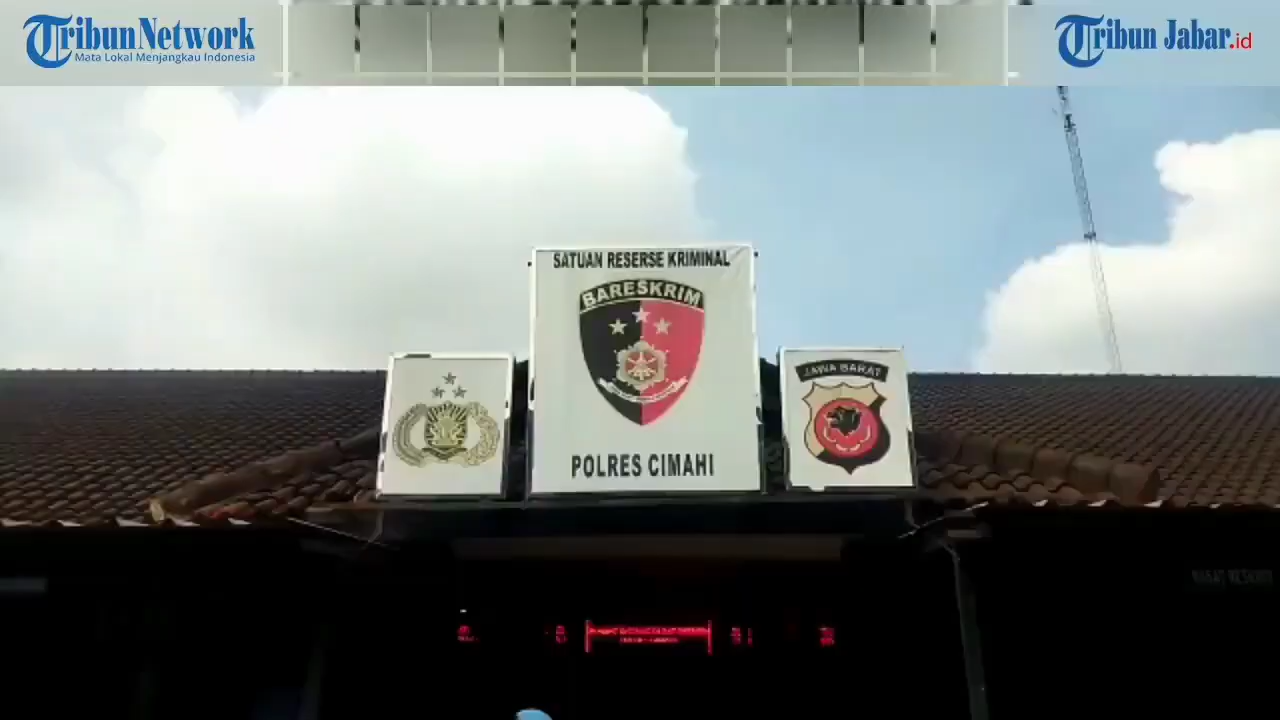 TribunNetwork
Mata Lokal Menjangkau Indonesia
Tribun Jabar.id
SATUAN RESERSE KRIMINAL
BARESKRIM
POLRES CIMAHI
JAWA BARAT